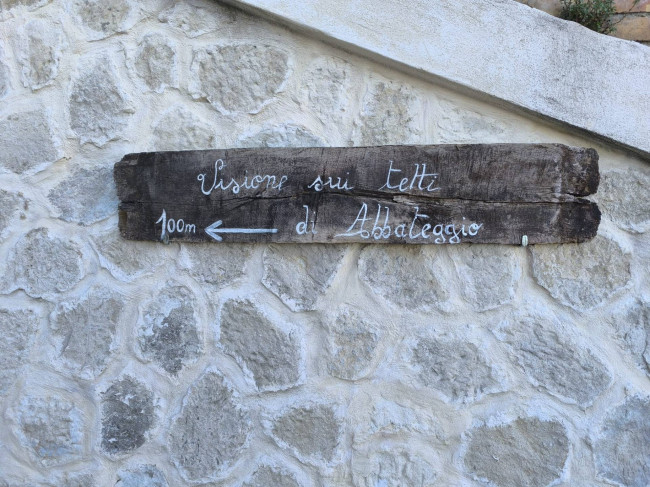 Visione sui tetti
100m ← di Abbateggio